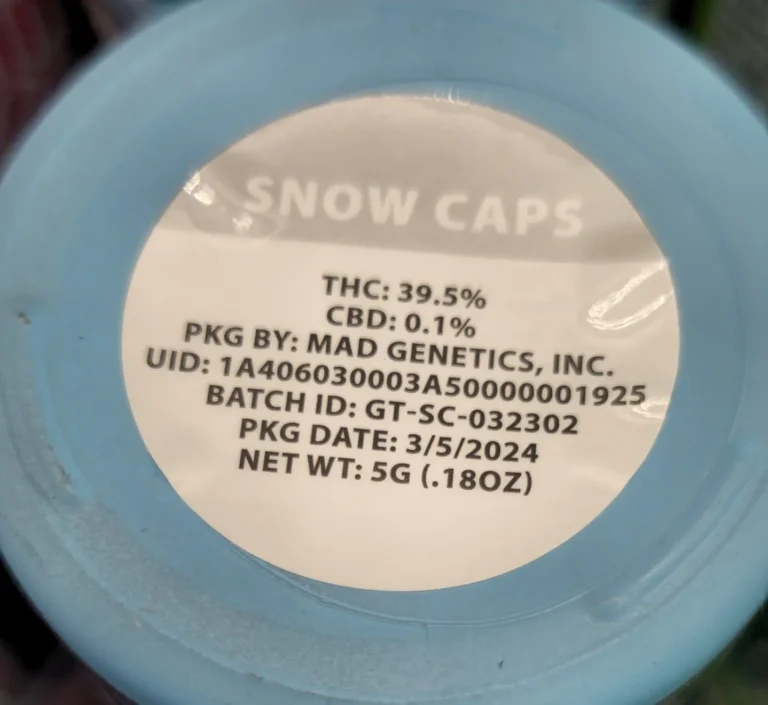 SNOW CAPS
THC: 39.5%
CBD: 0.1%
PKG BY: MAD GENETICS, INC.
UID: 1A406030003A50000001925
BATCH ID: GT-SC-032302
PKG DATE: 3/5/2024
NET WT: 5G (.18OZ)